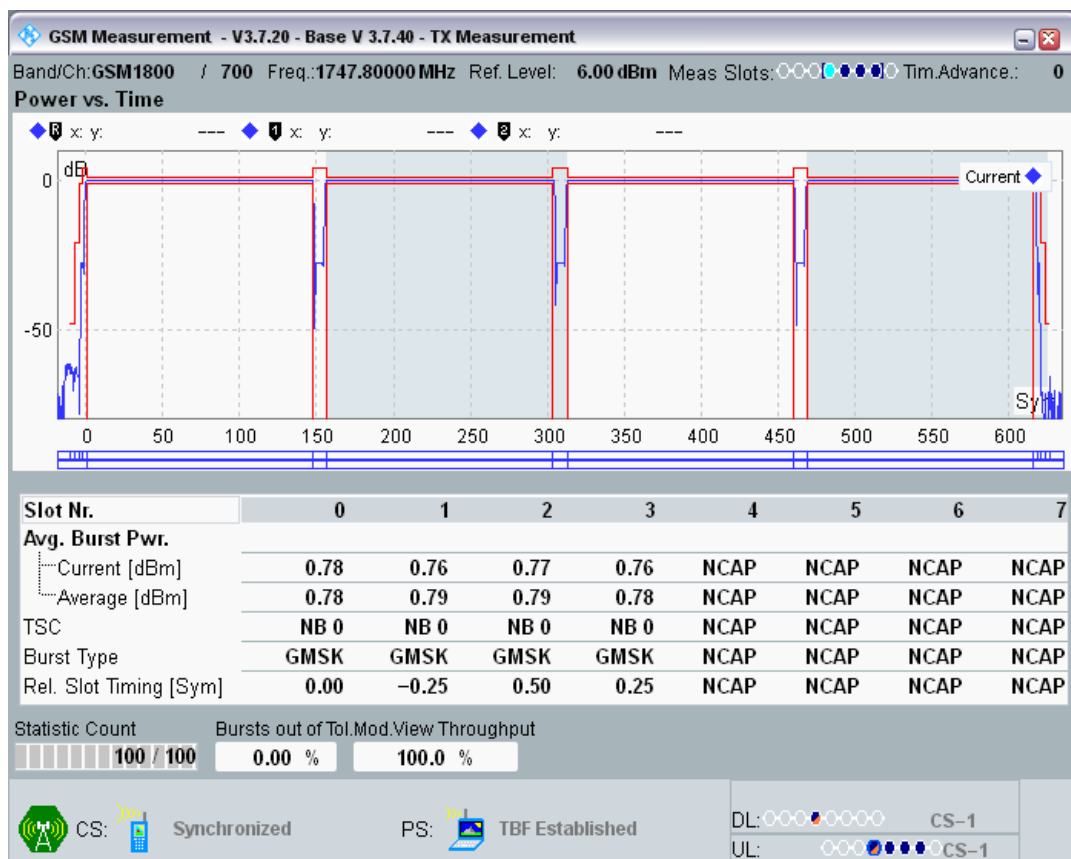 GSM Measurement - V3.7.20 - Base V 3.7.40 - TX Measurement
Band/Ch:GSM1800 / 700 Freq.:1747.80000 MHz Ref. Level: 6.00 dBm Meas Slots: Tim.Advance.: 0
Power vs. Time
R x: y: --- 1 x: y: --- 2 x: y: ---
dB
Current
0
-50
Sym
0 50 100 150 200 250 300 350 400 450 500 550 600
Slot Nr. 0 1 2 3 4 5 6 7
Avg. Burst Pwr.
Current [dBm] 0.78 0.76 0.77 0.76 NCAP NCAP NCAP NCAP
Average [dBm] 0.78 0.79 0.79 0.78 NCAP NCAP NCAP NCAP
TSC NB 0 NB 0 NB 0 NB 0 NCAP NCAP NCAP NCAP
Burst Type GMSK GMSK GMSK GMSK NCAP NCAP NCAP NCAP
Rel. Slot Timing [Sym] 0.00 −0.25 0.50 0.25 NCAP NCAP NCAP NCAP
Statistic Count Bursts out of Tol.Mod.View Throughput
100 / 100 0.00 % 100.0 %
CS: Synchronized PS: TBF Established DL: CS−1
UL: CS−1